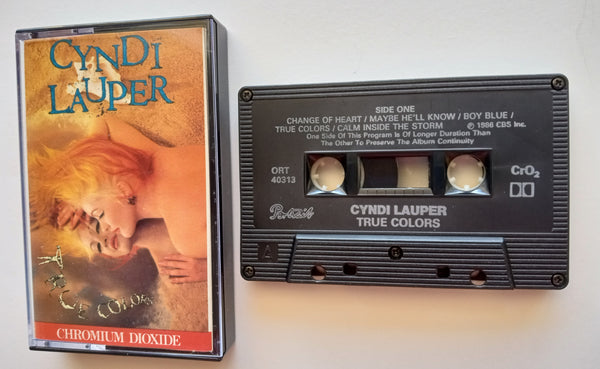 CYNDI
LAUPER
TRUE COLORS
CHROMIUM DIOXIDE
SIDE ONE
CHANGE OF HEART / MAYBE HE'LL KNOW / BOY BLUE /
TRUE COLORS / CALM INSIDE THE STORM ℗ 1986 CBS Inc.
One Side Of This Program Is Of Longer Duration Than
The Other To Preserve The Album Continuity
ORT
40313
CrO₂
Portrait
CYNDI LAUPER
TRUE COLORS
A